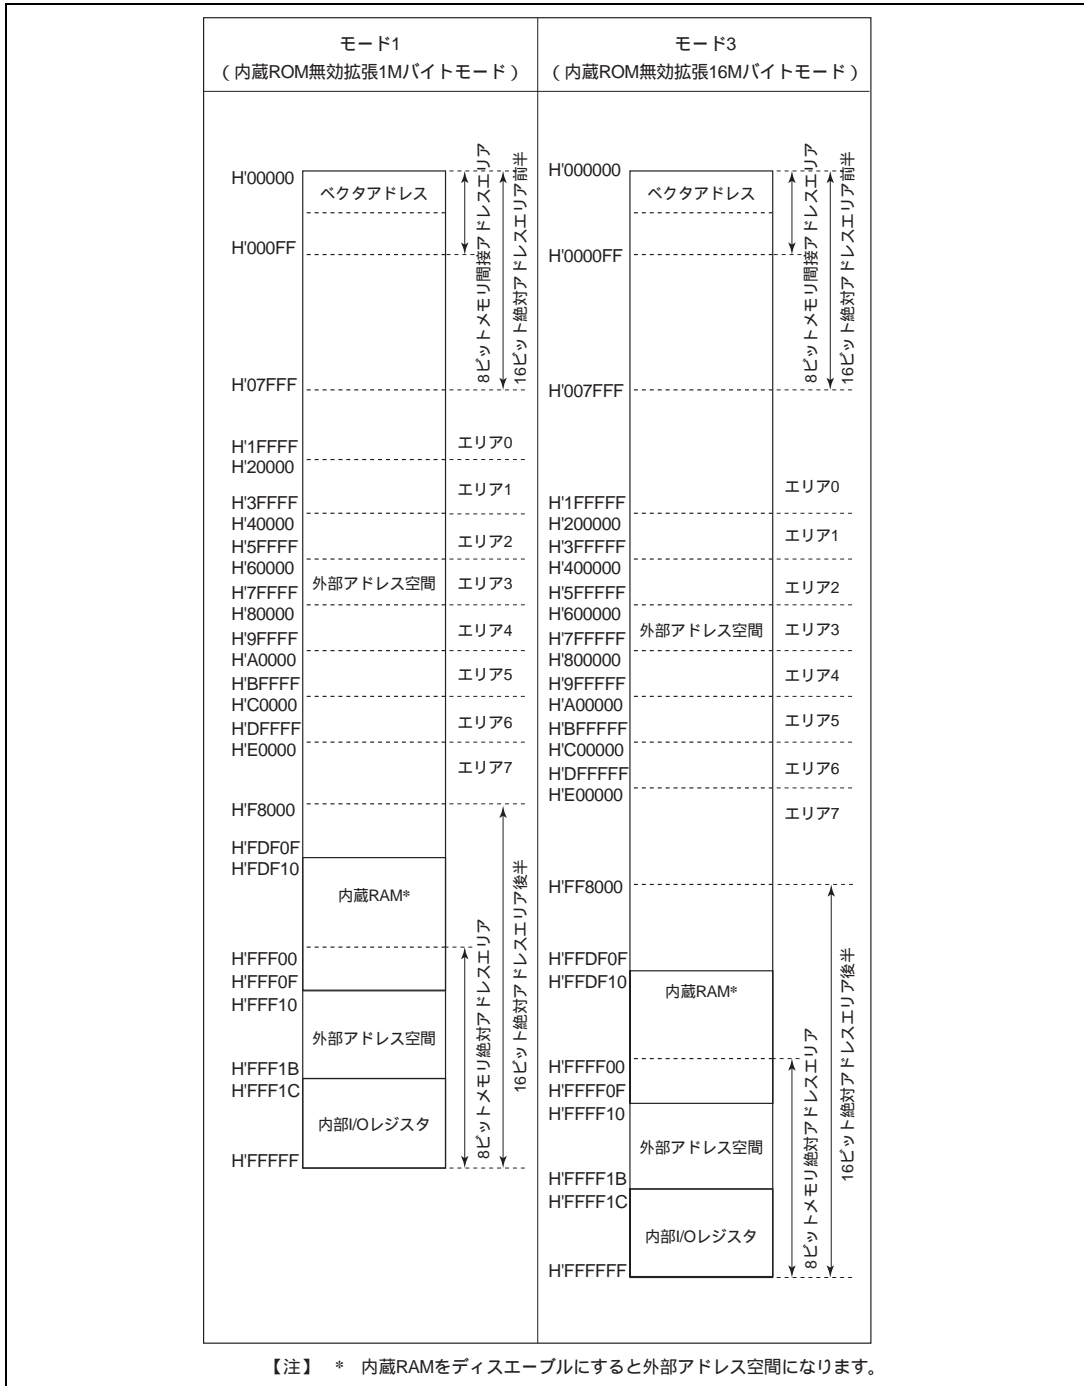 モード1
(内蔵ROM無効拡張1Mバイトモード)
H'00000
ベクタアドレス
H'000FF
H'07FFF
8ビットメモリ間接アドレスエリア
16ビット絶対アドレスエリア前半
H'1FFFF
エリア0
H'20000
エリア1
H'3FFFF
H'40000
エリア2
H'5FFFF
H'60000
外部アドレス空間
エリア3
H'7FFFF
H'80000
エリア4
H'9FFFF
H'A0000
エリア5
H'BFFFF
H'C0000
エリア6
H'DFFFF
H'E0000
エリア7
H'F8000
H'FDF0F
H'FDF10
内蔵RAM*
H'FFF00
H'FFF0F
H'FFF10
外部アドレス空間
H'FFF1B
H'FFF1C
内部I/Oレジスタ
H'FFFFF
8ビットメモリ絶対アドレスエリア
16ビット絶対アドレスエリア後半
モード3
(内蔵ROM無効拡張16Mバイトモード)
H'000000
ベクタアドレス
H'0000FF
H'007FFF
8ビットメモリ間接アドレスエリア
16ビット絶対アドレスエリア前半
エリア0
H'1FFFFF
H'200000
エリア1
H'3FFFFF
H'400000
エリア2
H'5FFFFF
H'600000
外部アドレス空間
エリア3
H'7FFFFF
H'800000
エリア4
H'9FFFFF
H'A00000
エリア5
H'BFFFFF
H'C00000
エリア6
H'DFFFFF
H'E00000
エリア7
H'FF8000
H'FFDF0F
H'FFDF10
内蔵RAM*
H'FFFF00
H'FFFF0F
H'FFFF10
外部アドレス空間
H'FFFF1B
H'FFFF1C
内部I/Oレジスタ
H'FFFFFF
8ビットメモリ絶対アドレスエリア
16ビット絶対アドレスエリア後半
【注】 * 内蔵RAMをディスエーブルにすると外部アドレス空間になります。